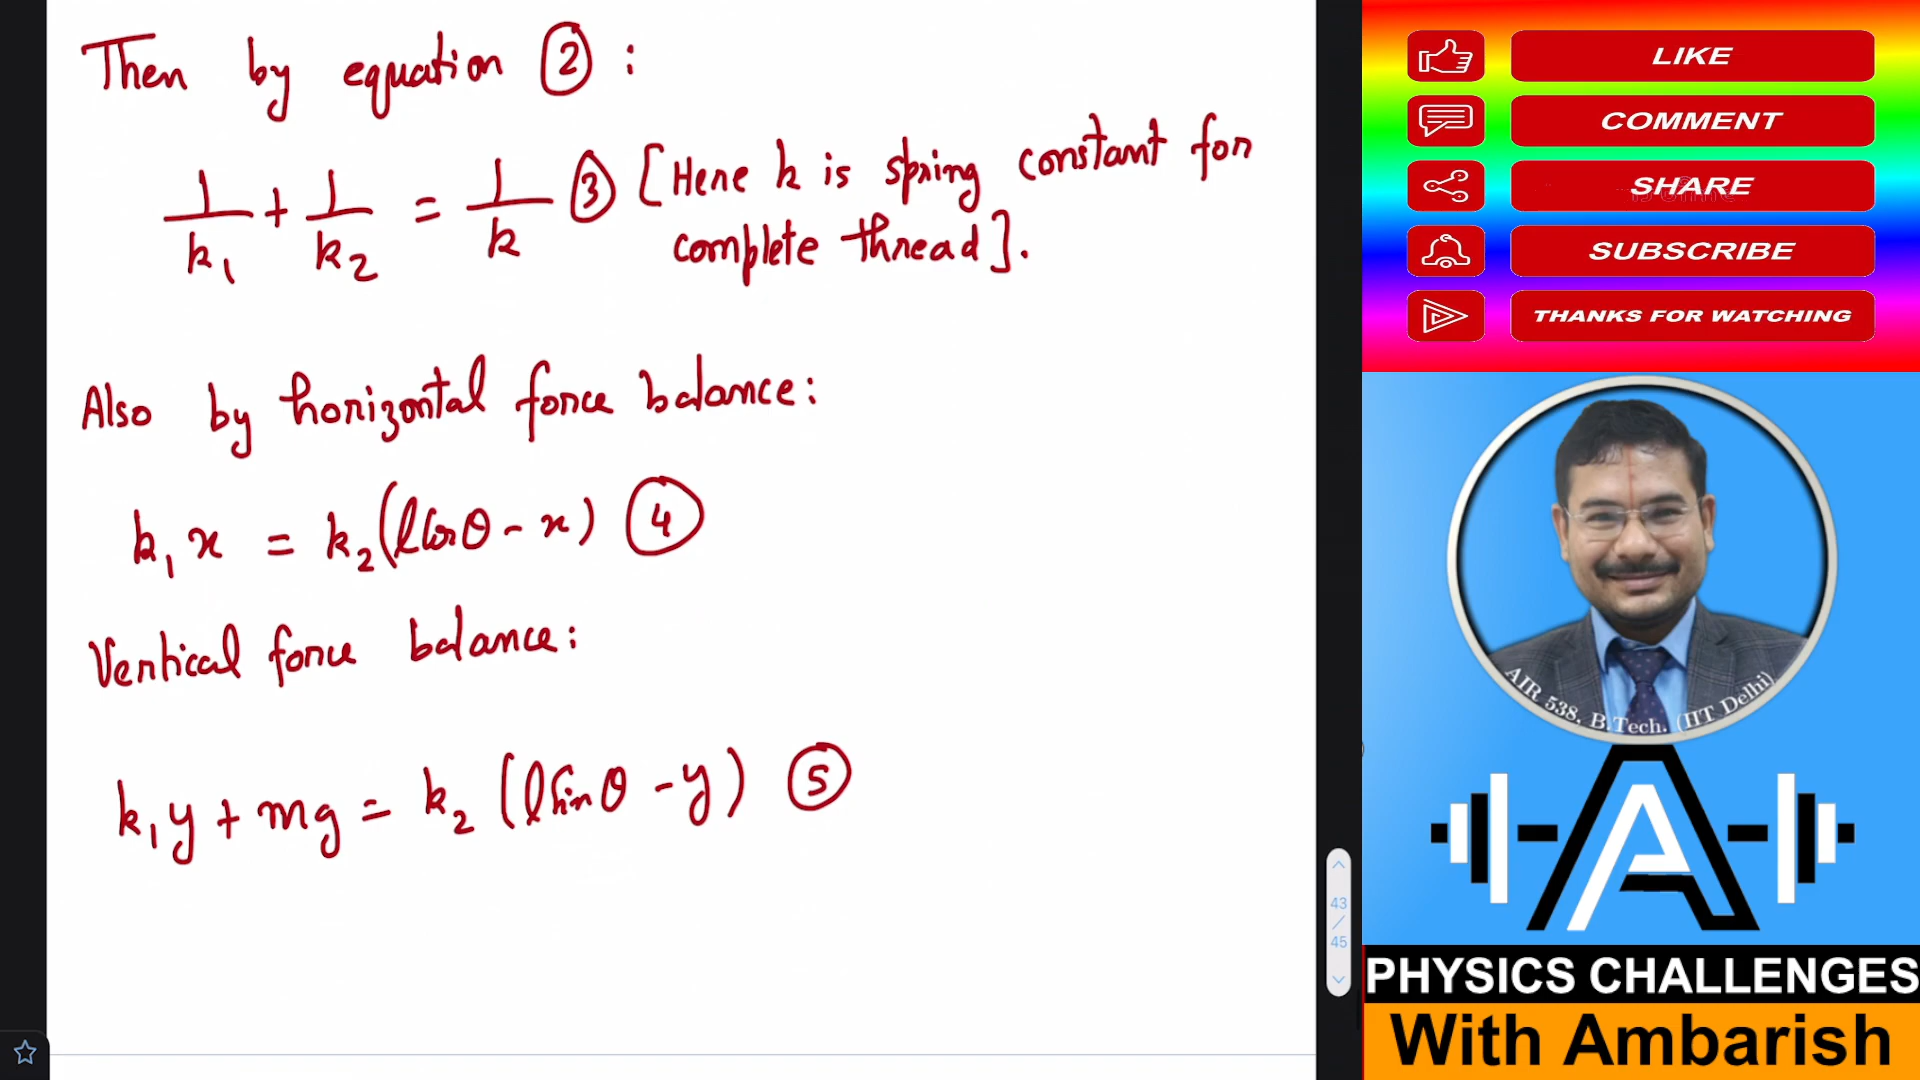 Then by equation ② :
1/k₁ + 1/k₂ = 1/k ③ [Here k is spring constant for
complete thread].
Also by horizontal force balance:
k₁x = k₂(l cosθ - x) ④
Vertical force balance:
k₁y + mg = k₂ (l sinθ - y) ⑤
43
/
45
LIKE
COMMENT
SHARE
SUBSCRIBE
THANKS FOR WATCHING
AIR 538, B.Tech. (IIT Delhi)
A
PHYSICS CHALLENGES
With Ambarish